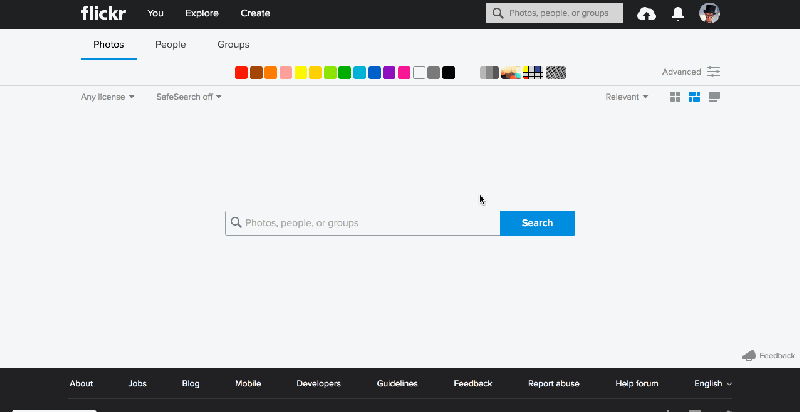 flickr You Explore Create Photos, people, or groups
Photos People Groups
Advanced
Any license SafeSearch off Relevant
Photos, people, or groups Search
Feedback
About Jobs Blog Mobile Developers Guidelines Feedback Report abuse Help forum English